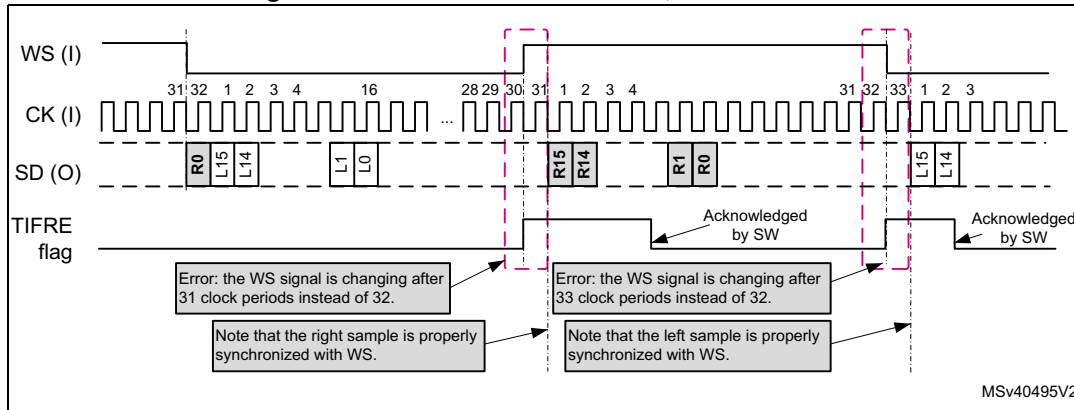 WS (I)
31 32 1 2 3 4 16 28 29 30 31 1 2 3 4 31 32 33 1 2 3
CK (I)
...
SD (O)
R0 L15 L14 L1 L0 R15 R14 R1 R0 L15 L14
TIFRE
flag
Acknowledged
by SW
Acknowledged
by SW
Error: the WS signal is changing after
31 clock periods instead of 32.
Error: the WS signal is changing after
33 clock periods instead of 32.
Note that the right sample is properly
synchronized with WS.
Note that the left sample is properly
synchronized with WS.
MSv40495V2